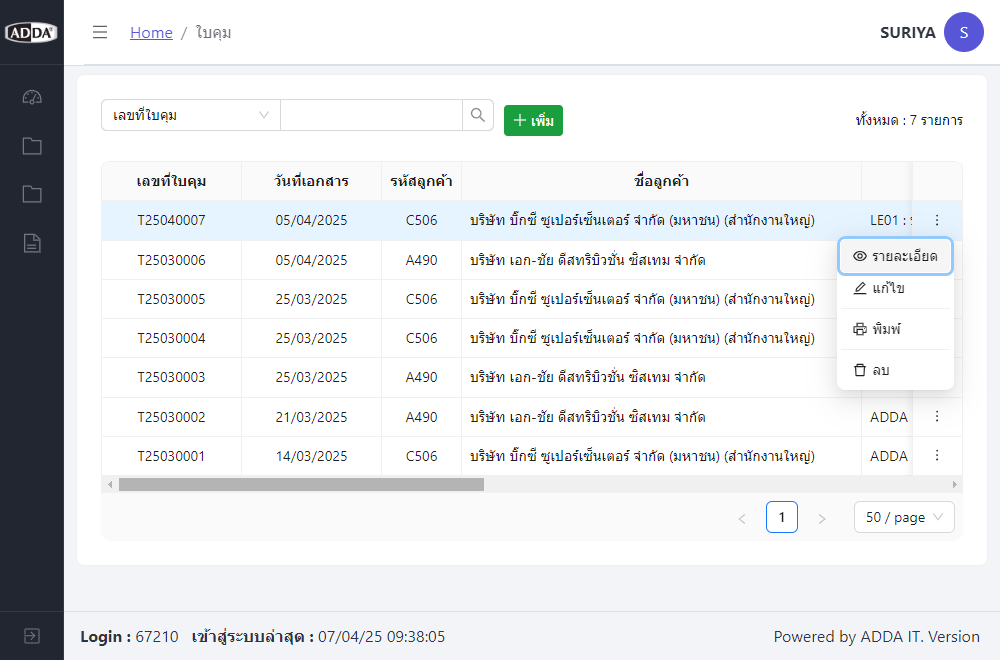 ADDA
Home / ใบคุม
SURIYA S
เลขที่ใบคุม
เพิ่ม
ทั้งหมด : 7 รายการ
เลขที่ใบคุม วันที่เอกสาร รหัสลูกค้า ชื่อลูกค้า
T25040007 05/04/2025 C506 บริษัท บิ๊กซี ซูเปอร์เซ็นเตอร์ จำกัด (มหาชน) (สำนักงานใหญ่) LE01 :
T25030006 05/04/2025 A490 บริษัท เอก-ชัย ดีสทริบิวชั่น ซิสเทม จำกัด
T25030005 25/03/2025 C506 บริษัท บิ๊กซี ซูเปอร์เซ็นเตอร์ จำกัด (มหาชน) (สำนักงานใหญ่)
T25030004 25/03/2025 C506 บริษัท บิ๊กซี ซูเปอร์เซ็นเตอร์ จำกัด (มหาชน) (สำนักงานใหญ่)
T25030003 25/03/2025 A490 บริษัท เอก-ชัย ดีสทริบิวชั่น ซิสเทม จำกัด
T25030002 21/03/2025 A490 บริษัท เอก-ชัย ดีสทริบิวชั่น ซิสเทม จำกัด ADDA
T25030001 14/03/2025 C506 บริษัท บิ๊กซี ซูเปอร์เซ็นเตอร์ จำกัด (มหาชน) (สำนักงานใหญ่) ADDA
รายละเอียด
แก้ไข
พิมพ์
ลบ
1
50 / page
Login : 67210 เข้าสู่ระบบล่าสุด : 07/04/25 09:38:05
Powered by ADDA IT. Version